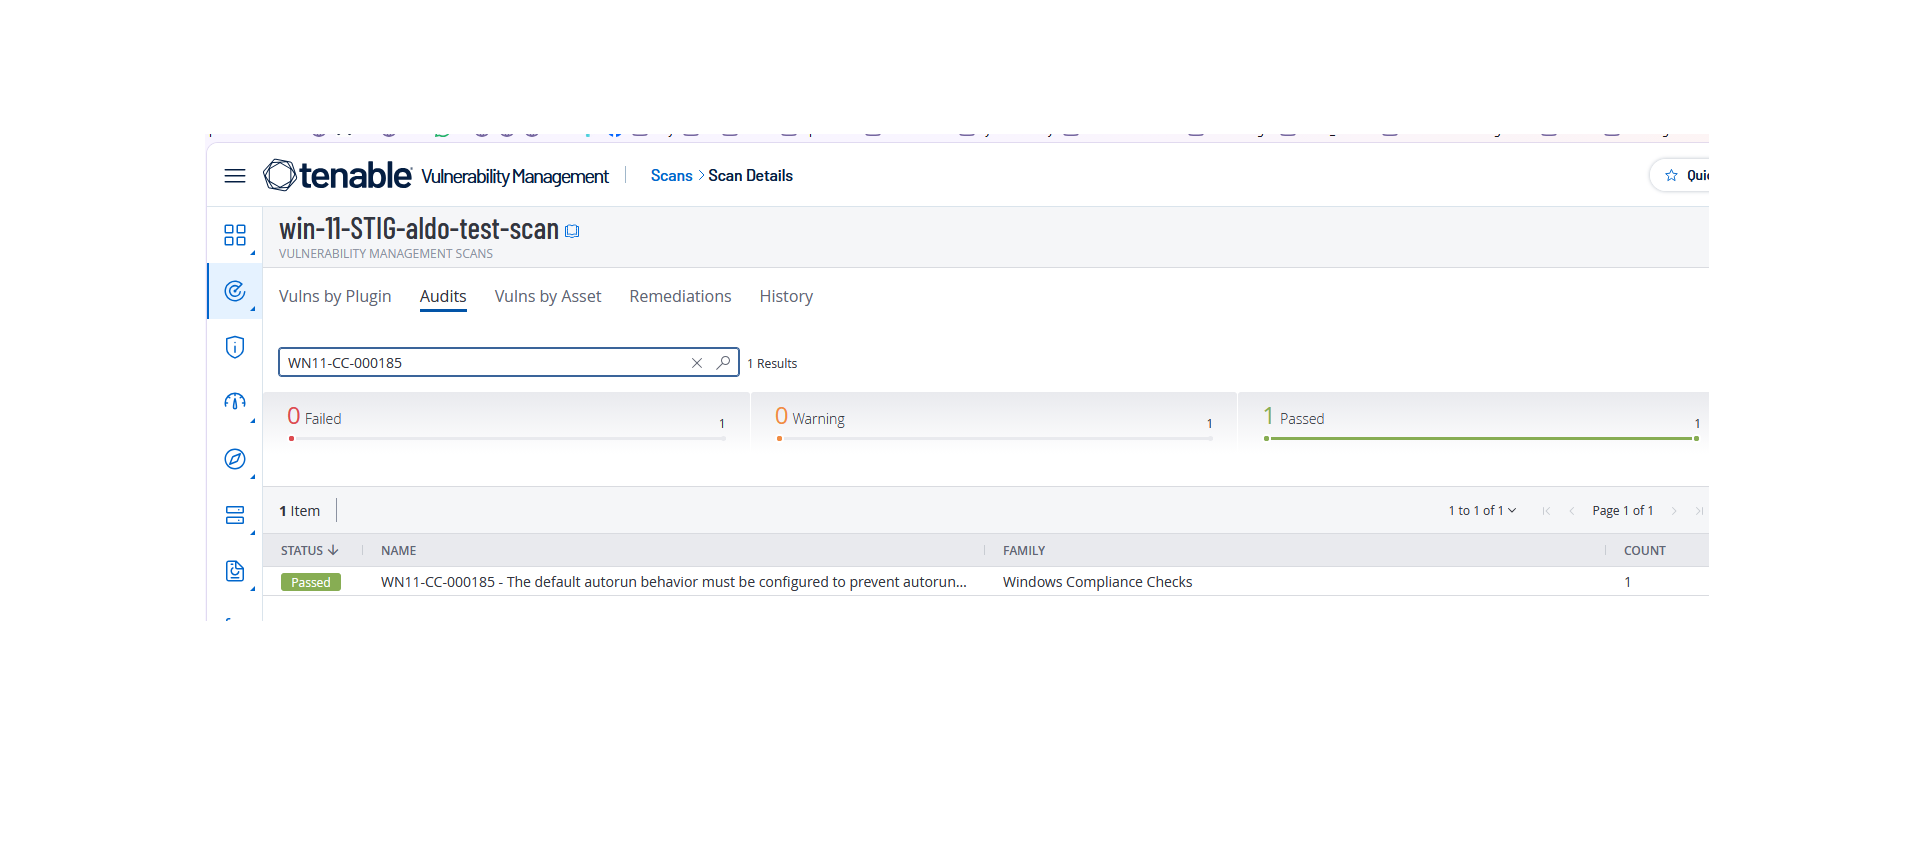 tenable Vulnerability Management Scans > Scan Details
win-11-STIG-aldo-test-scan
VULNERABILITY MANAGEMENT SCANS
Vulns by Plugin Audits Vulns by Asset Remediations History
WN11-CC-000185 1 Results
0 Failed 1 0 Warning 1 1 Passed 1
1 Item 1 to 1 of 1 Page 1 of 1
STATUS NAME FAMILY COUNT
Passed WN11-CC-000185 - The default autorun behavior must be configured to prevent autorun... Windows Compliance Checks 1